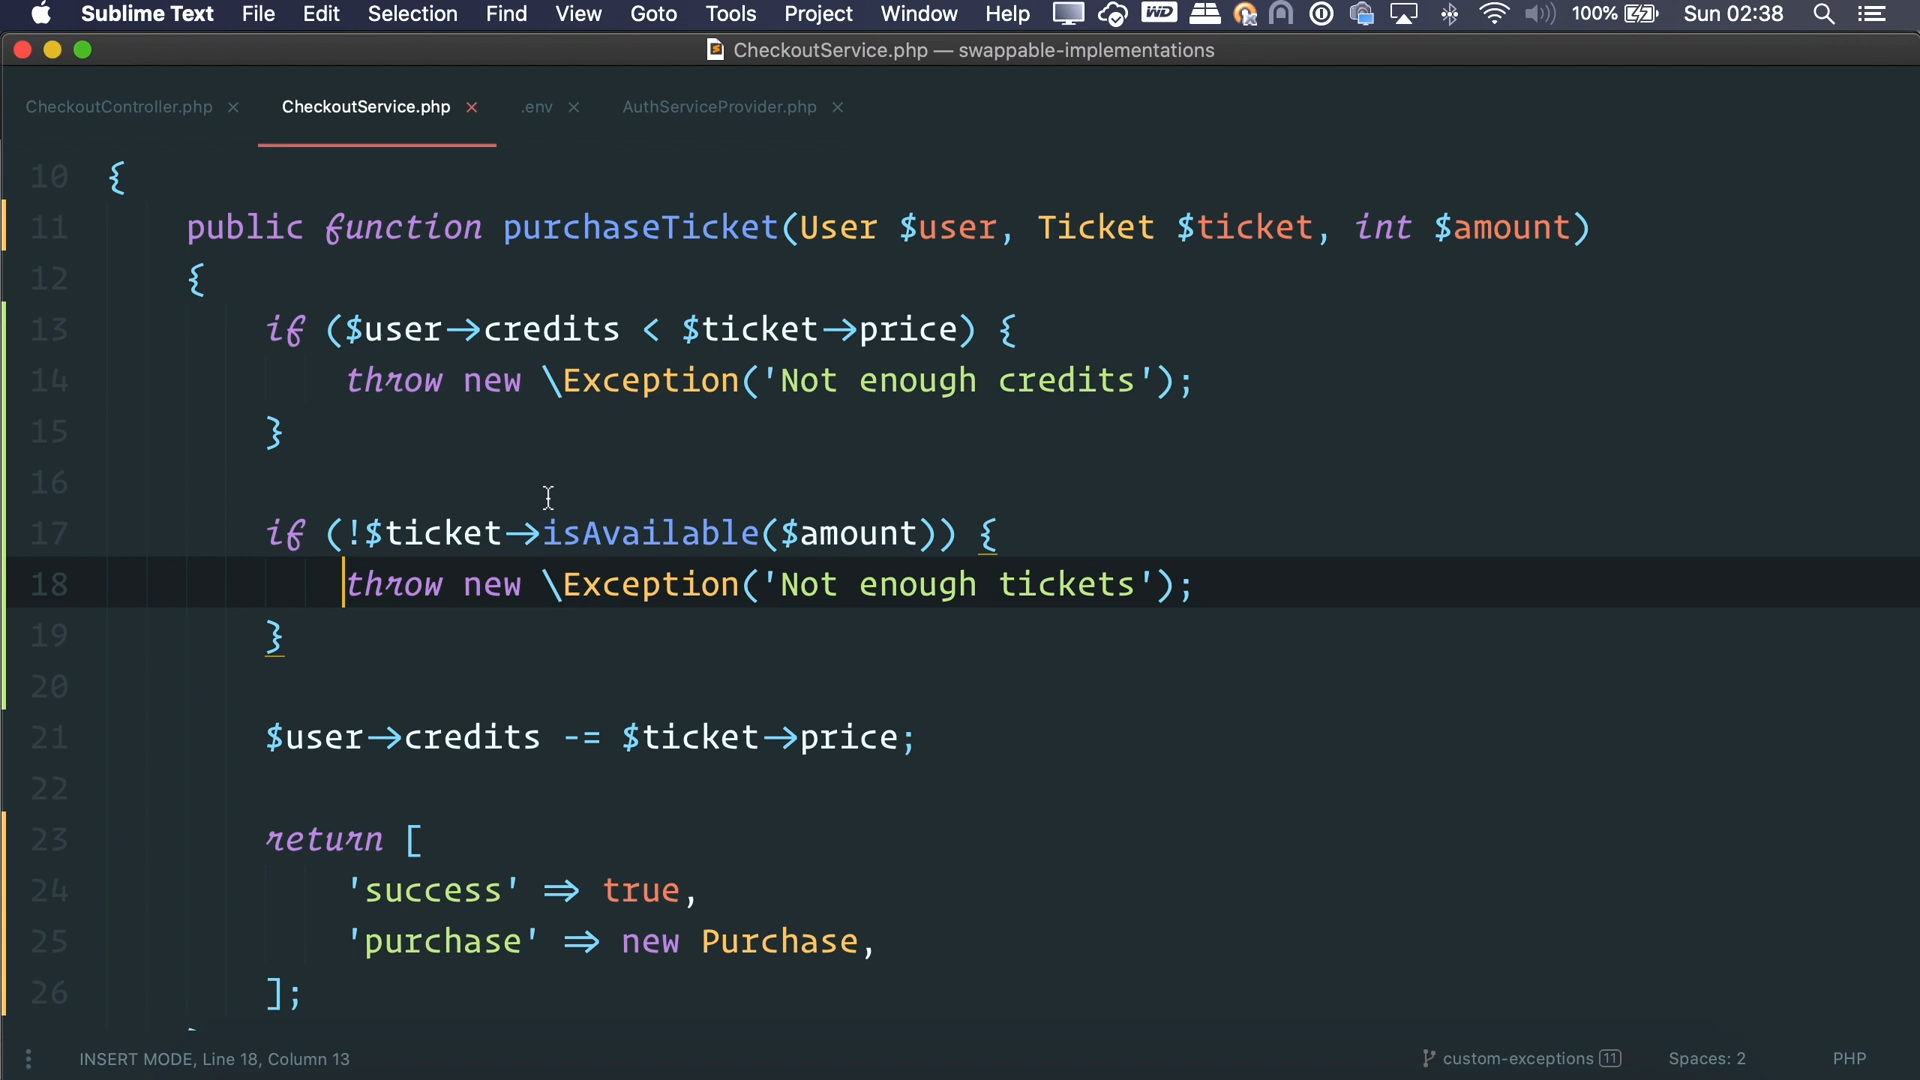 Sublime Text File Edit Selection Find View Goto Tools Project Window Help WD 100% Sun 02:38
CheckoutService.php — swappable-implementations
CheckoutController.php × CheckoutService.php × .env × AuthServiceProvider.php ×
10 {
11 public function purchaseTicket(User $user, Ticket $ticket, int $amount)
12 {
13 if ($user->credits < $ticket->price) {
14 throw new \Exception('Not enough credits');
15 }
16
17 if (!$ticket->isAvailable($amount)) {
18 throw new \Exception('Not enough tickets');
19 }
20
21 $user->credits -= $ticket->price;
22
23 return [
24 'success' => true,
25 'purchase' => new Purchase,
26 ];
INSERT MODE, Line 18, Column 13 custom-exceptions 11 Spaces: 2 PHP